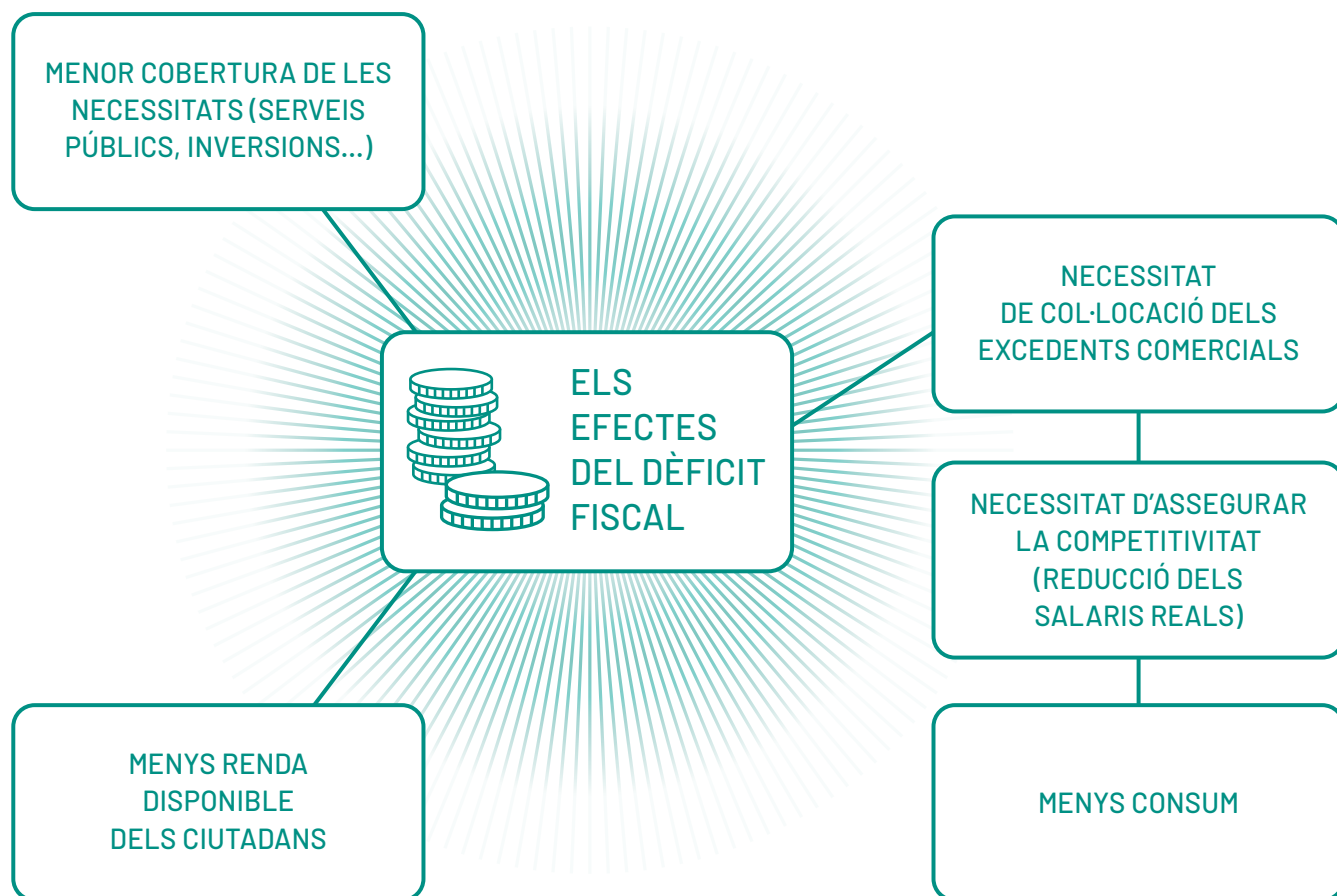 MENOR COBERTURA DE LES
NECESSITATS (SERVEIS
PÚBLICS, INVERSIONS...)
ELS
EFECTES
DEL DÈFICIT
FISCAL
MENYS RENDA
DISPONIBLE
DELS CIUTADANS
NECESSITAT
DE COL·LOCACIÓ DELS
EXCEDENTS COMERCIALS
NECESSITAT D’ASSEGURAR
LA COMPETITIVITAT
(REDUCCIÓ DELS
SALARIS REALS)
MENYS CONSUM